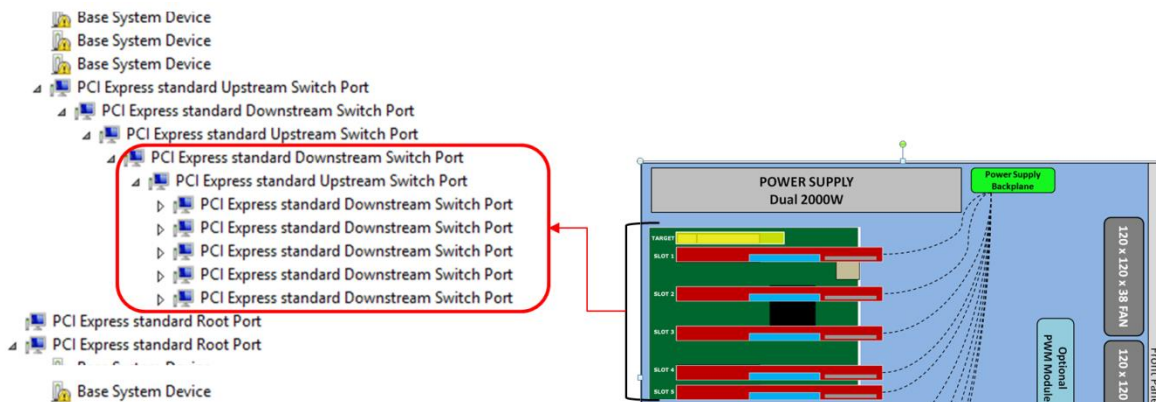 Base System Device
Base System Device
Base System Device
PCI Express standard Upstream Switch Port
PCI Express standard Downstream Switch Port
PCI Express standard Upstream Switch Port
PCI Express standard Downstream Switch Port
PCI Express standard Upstream Switch Port
PCI Express standard Downstream Switch Port
PCI Express standard Downstream Switch Port
PCI Express standard Downstream Switch Port
PCI Express standard Downstream Switch Port
PCI Express standard Downstream Switch Port
PCI Express standard Root Port
PCI Express standard Root Port
Base System Device
POWER SUPPLY
Dual 2000W
Power Supply
Backplane
TARGET
SLOT 1
SLOT 2
SLOT 3
SLOT 4
SLOT 5
120 x 120 x 38 FAN
Optional
PWM Module
120 x 120
Front